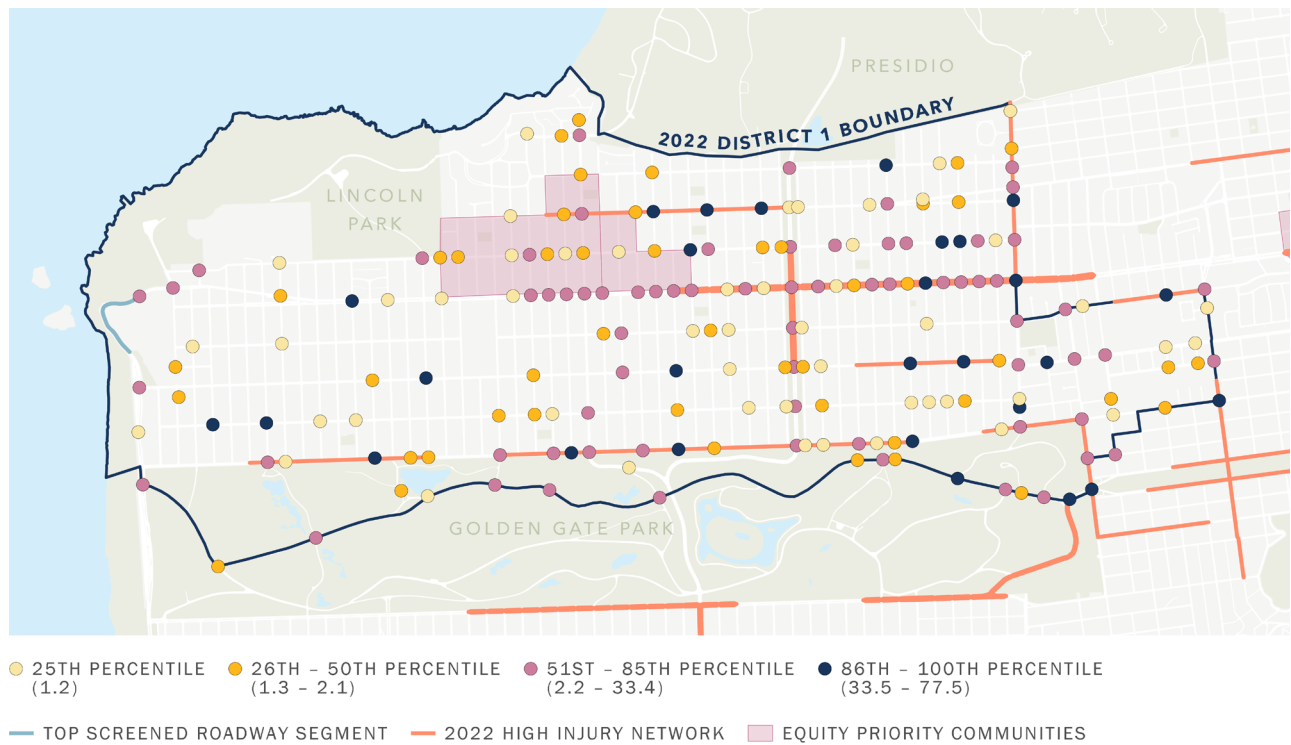 PRESIDIO
2022 DISTRICT 1 BOUNDARY
LINCOLN
PARK
GOLDEN GATE PARK
25TH PERCENTILE
(1.2)
26TH – 50TH PERCENTILE
(1.3 – 2.1)
51ST – 85TH PERCENTILE
(2.2 – 33.4)
86TH – 100TH PERCENTILE
(33.5 – 77.5)
TOP SCREENED ROADWAY SEGMENT
2022 HIGH INJURY NETWORK
EQUITY PRIORITY COMMUNITIES